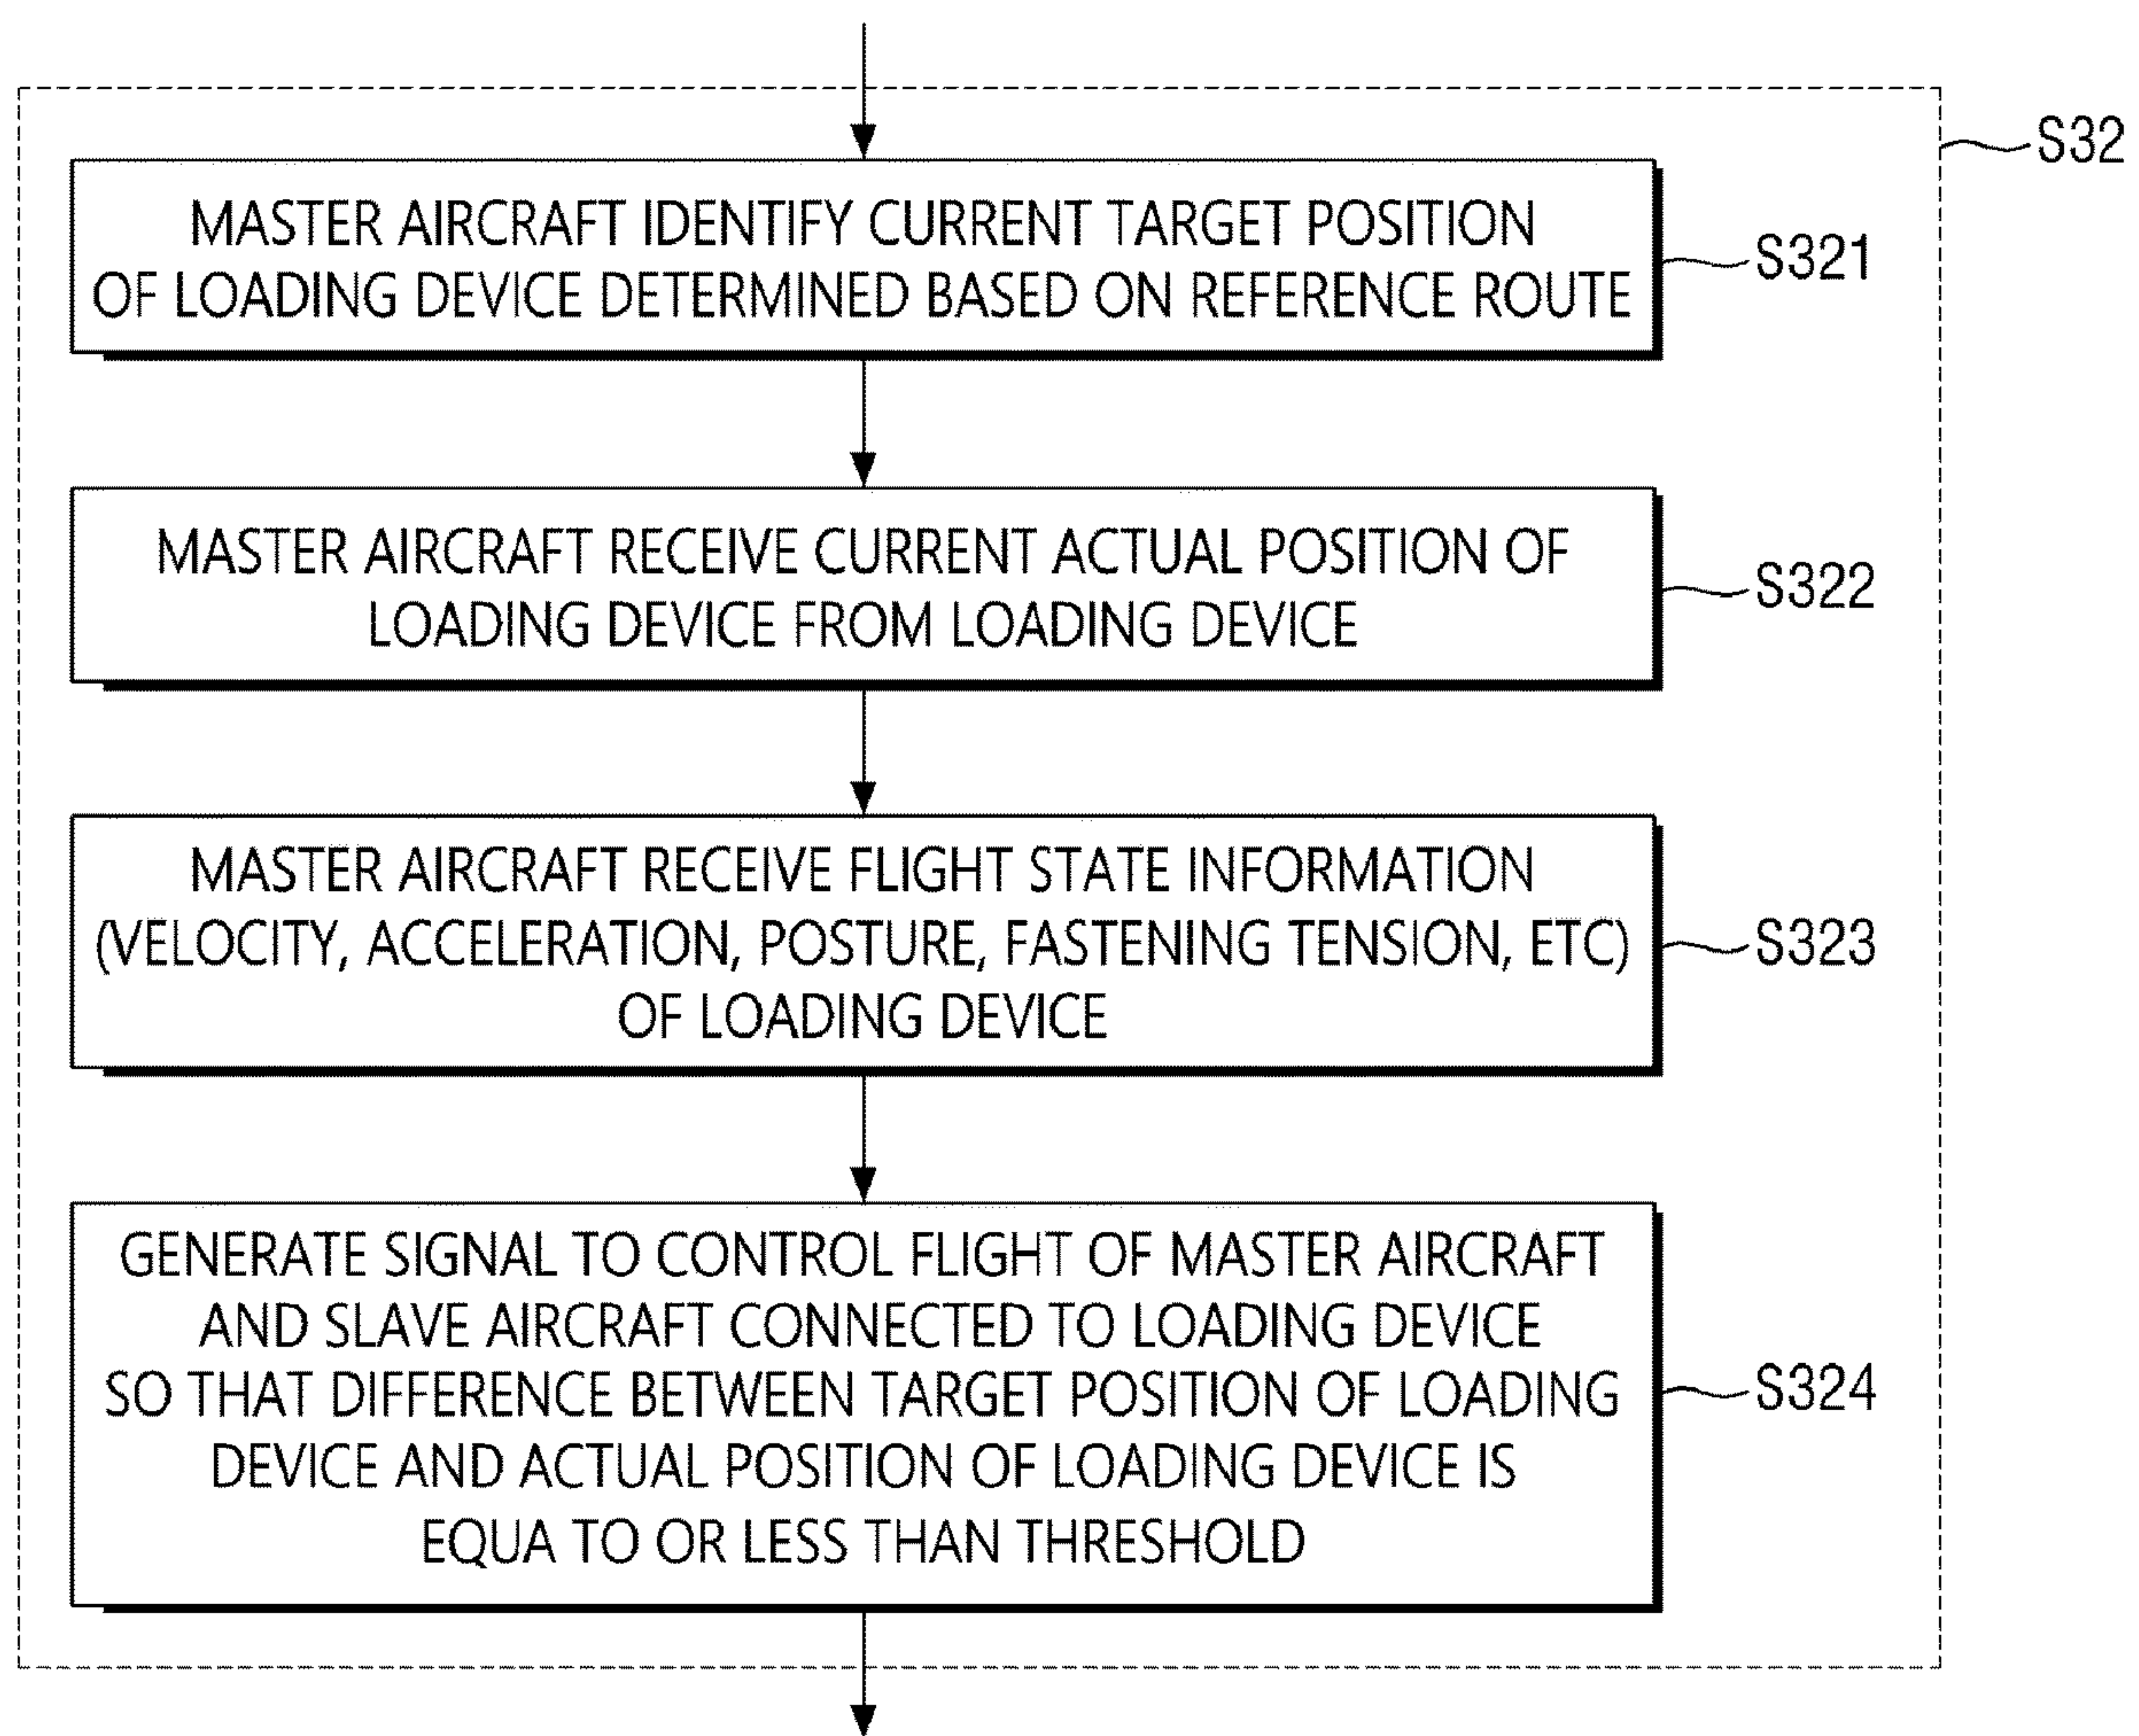 S32
MASTER AIRCRAFT IDENTIFY CURRENT TARGET POSITION
OF LOADING DEVICE DETERMINED BASED ON REFERENCE ROUTE
S321
MASTER AIRCRAFT RECEIVE CURRENT ACTUAL POSITION OF
LOADING DEVICE FROM LOADING DEVICE
S322
MASTER AIRCRAFT RECEIVE FLIGHT STATE INFORMATION
(VELOCITY, ACCELERATION, POSTURE, FASTENING TENSION, ETC)
OF LOADING DEVICE
S323
GENERATE SIGNAL TO CONTROL FLIGHT OF MASTER AIRCRAFT
AND SLAVE AIRCRAFT CONNECTED TO LOADING DEVICE
SO THAT DIFFERENCE BETWEEN TARGET POSITION OF LOADING
DEVICE AND ACTUAL POSITION OF LOADING DEVICE IS
EQUA TO OR LESS THAN THRESHOLD
S324